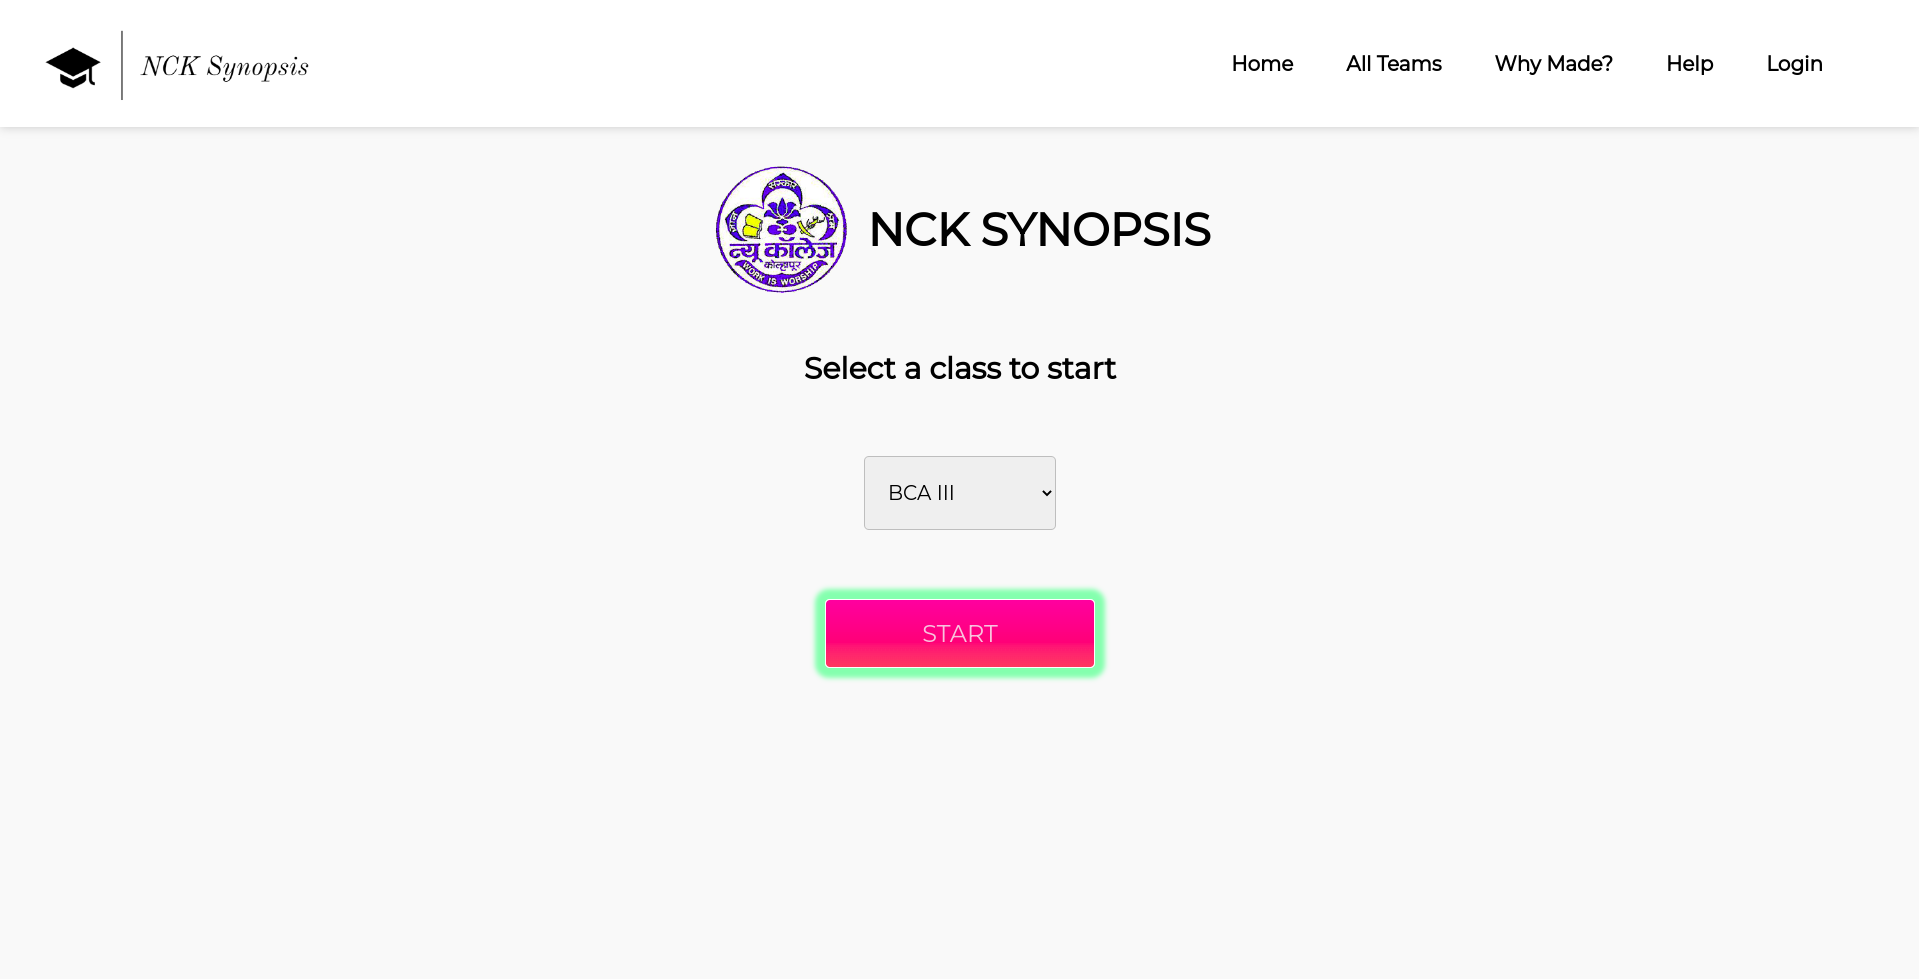 NCK Synopsis
Home
All Teams
Why Made?
Help
Login
संस्कार
ज्ञान
न्यू कॉलेज
कोल्हापूर
WORK IS WORSHIP
NCK SYNOPSIS
Select a class to start
BCA III
START